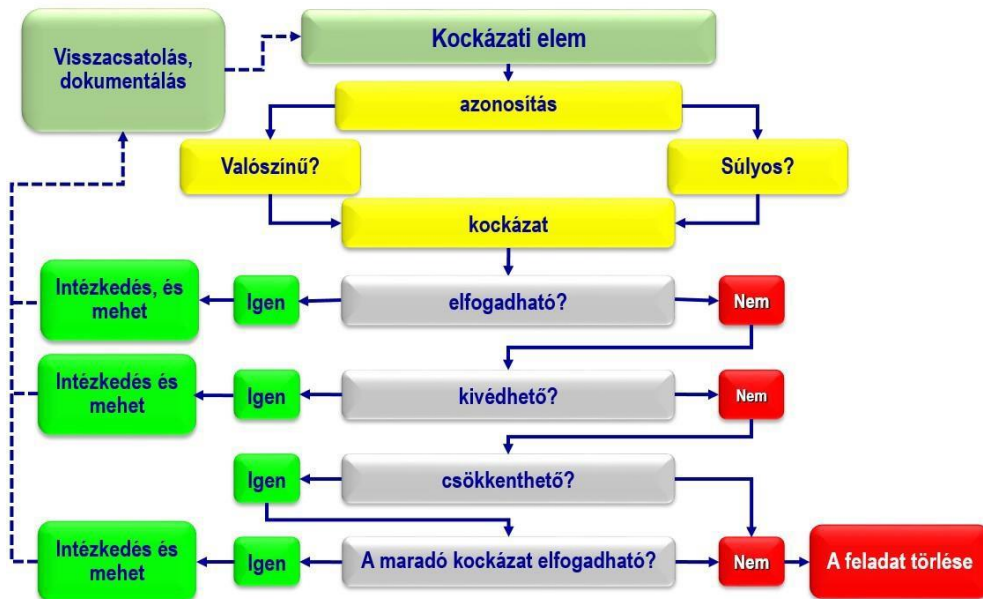 Visszacsatolás,
dokumentálás
Kockázati elem
azonosítás
Valószínű?
Súlyos?
kockázat
Intézkedés, és
mehet
Igen
elfogadható?
Nem
Intézkedés és
mehet
Igen
kivédhető?
Nem
Igen
csökkenthető?
Intézkedés és
mehet
Igen
A maradó kockázat elfogadható?
Nem
A feladat törlése